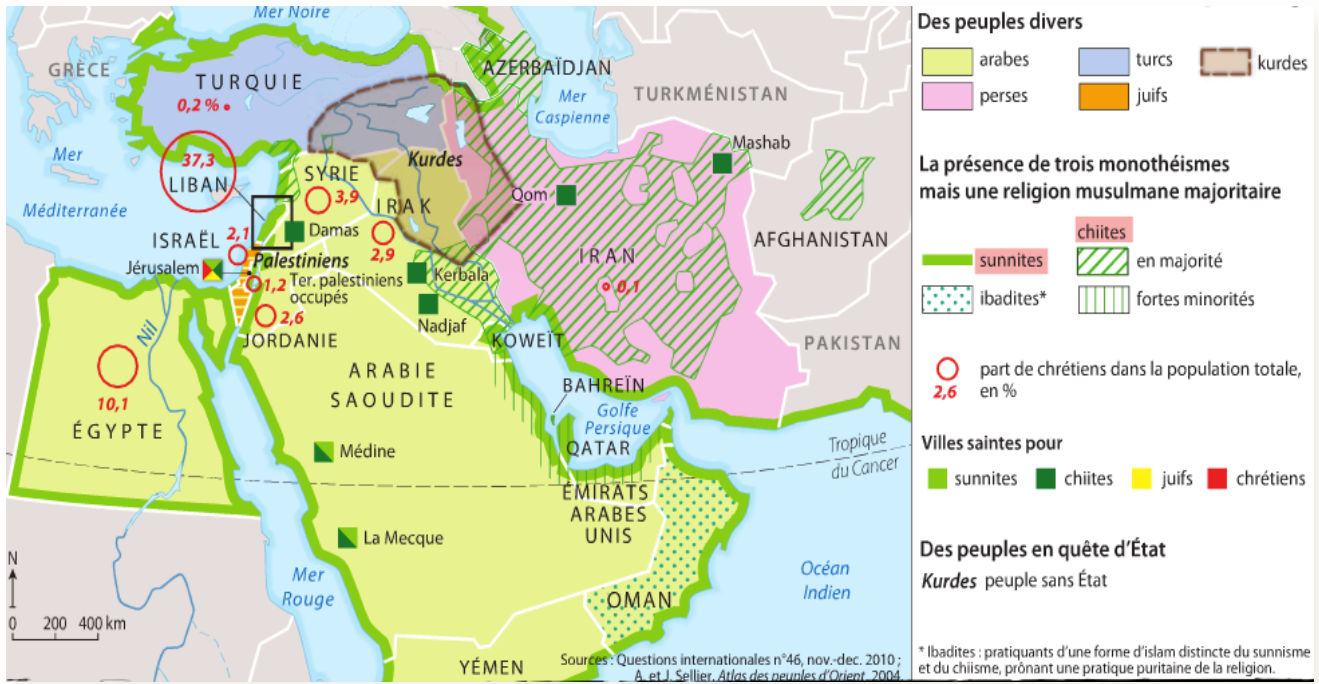 Mer Noire
GRÈCE
TURQUIE
0,2 %
AZERBAÏDJAN
Mer
Caspienne
TURKMÉNISTAN
Mer
Méditerranée
37,3
LIBAN
SYRIE
3,9
Kurdes
Mashab
Qom
IRAK
2,9
Damas
ISRAËL
2,1
Jérusalem
Palestiniens
1,2
Ter. palestiniens
occupés
2,6
JORDANIE
Kerbala
Nadjaf
IRAN
0,1
AFGHANISTAN
PAKISTAN
KOWEÏT
Nil
10,1
ÉGYPTE
ARABIE
SAOUDITE
BAHREÏN
Golfe
Persique
QATAR
Médine
Tropique
du Cancer
ÉMIRATS
ARABES
UNIS
La Mecque
Mer
Rouge
Océan
Indien
OMAN
YÉMEN
N
0 200 400 km
Sources : Questions internationales n°46, nov.-dec. 2010 ;
A. et J. Sellier, Atlas des peuples d'Orient, 2004
Des peuples divers
arabes
turcs
kurdes
perses
juifs
La présence de trois monothéismes
mais une religion musulmane majoritaire
chiites
sunnites
en majorité
ibadites*
fortes minorités
2,6
part de chrétiens dans la population totale,
en %
Villes saintes pour
sunnites
chiites
juifs
chrétiens
Des peuples en quête d'État
Kurdes peuple sans État
* Ibadites : pratiquants d'une forme d'islam distincte du sunnisme
et du chiisme, prônant une pratique puritaine de la religion.